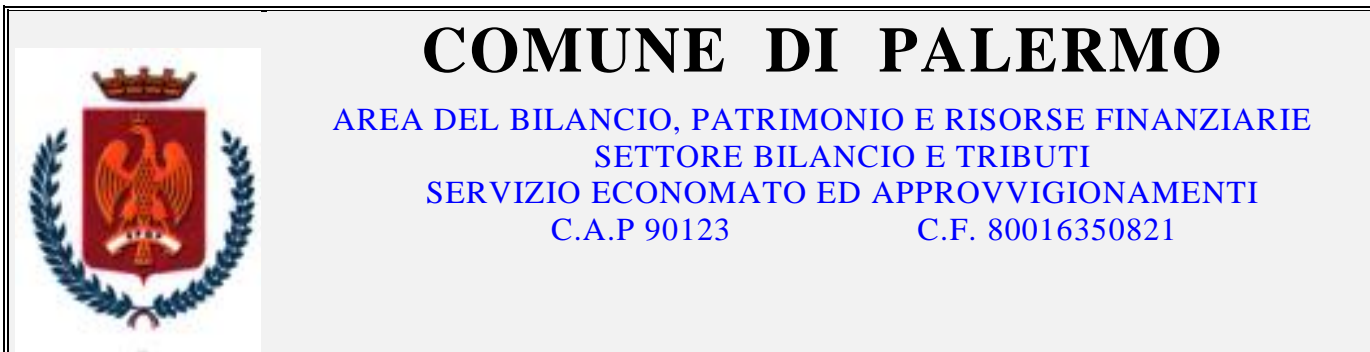 COMUNE DI PALERMO
AREA DEL BILANCIO, PATRIMONIO E RISORSE FINANZIARIE
SETTORE BILANCIO E TRIBUTI
SERVIZIO ECONOMATO ED APPROVVIGIONAMENTI
C.A.P 90123 C.F. 80016350821